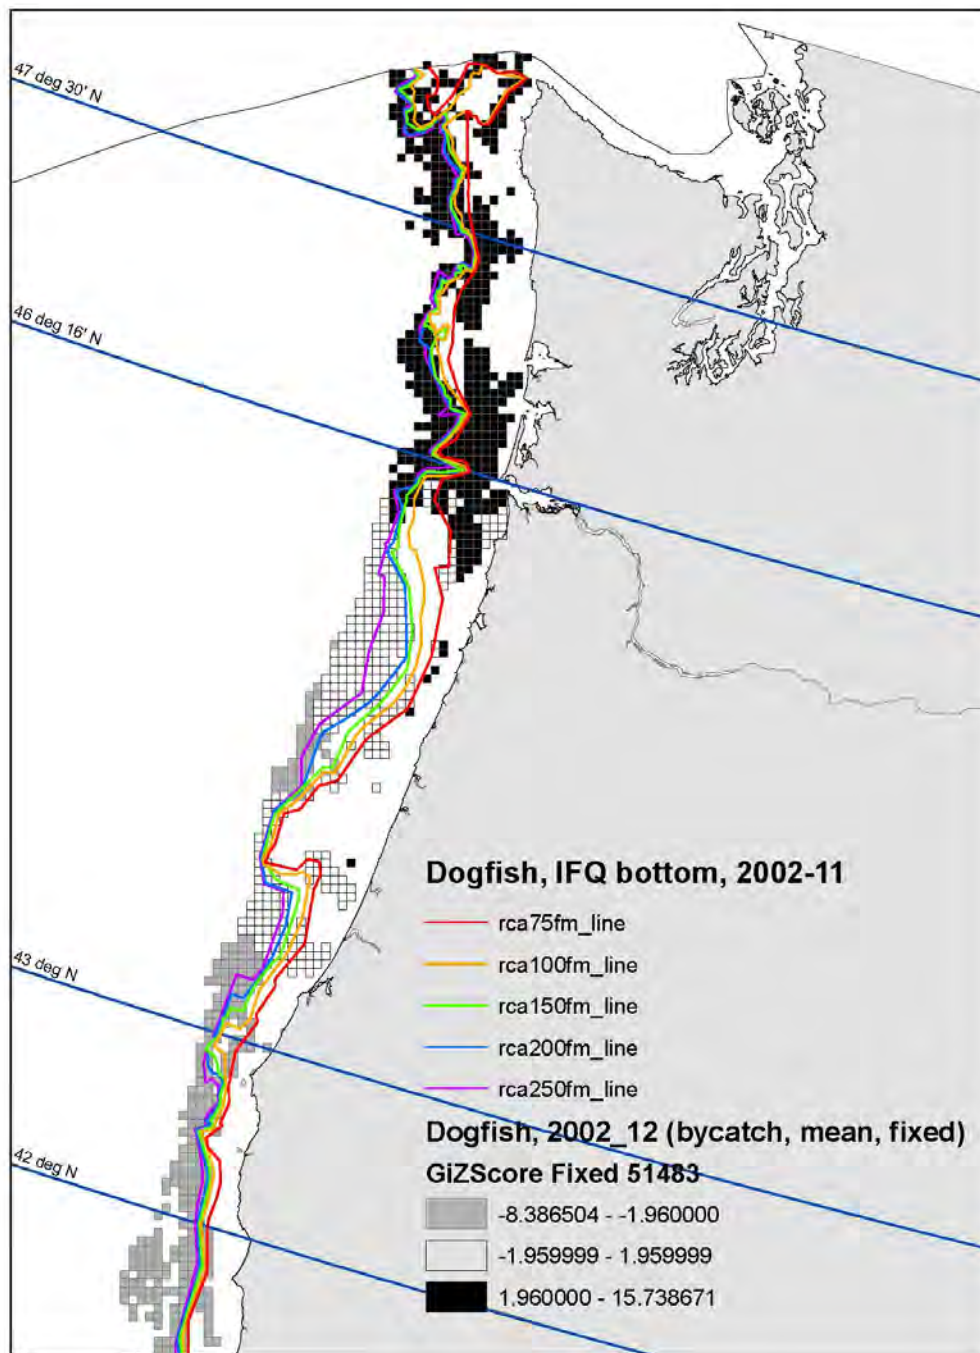 47 deg 30' N
46 deg 16' N
43 deg N
42 deg N
Dogfish, IFQ bottom, 2002-11
rca75fm_line
rca100fm_line
rca150fm_line
rca200fm_line
rca250fm_line
Dogfish, 2002_12 (bycatch, mean, fixed)
GiZScore Fixed 51483
-8.386504 - -1.960000
-1.959999 - 1.959999
1.960000 - 15.738671